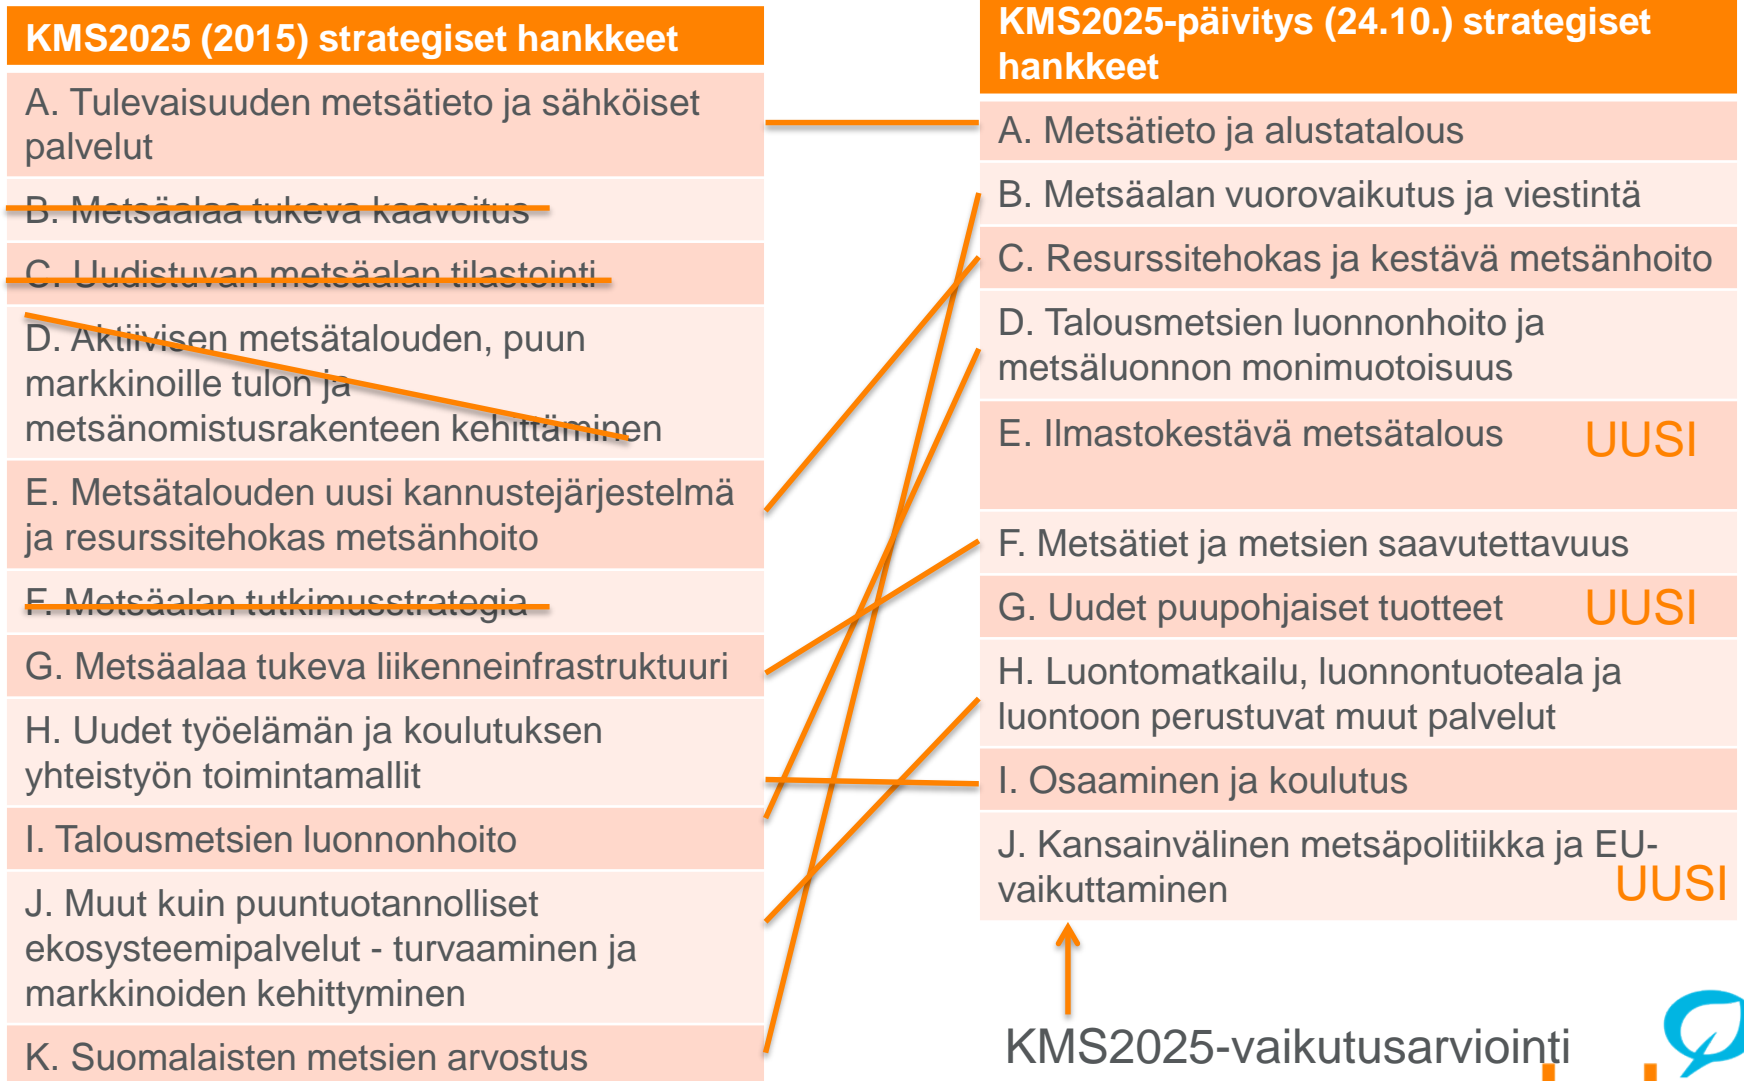 KMS2025 (2015) strategiset hankkeet
A. Tulevaisuuden metsätieto ja sähköiset
palvelut
B. Metsäalaa tukeva kaavoitus
C. Uudistuvan metsäalan tilastointi
D. Aktiivisen metsätalouden, puun
markkinoille tulon ja
metsänomistusrakenteen kehittäminen
E. Metsätalouden uusi kannustejärjestelmä
ja resurssitehokas metsänhoito
F. Metsäalan tutkimusstrategia
G. Metsäalaa tukeva liikenneinfrastruktuuri
H. Uudet työelämän ja koulutuksen
yhteistyön toimintamallit
I. Talousmetsien luonnonhoito
J. Muut kuin puuntuotannolliset
ekosysteemipalvelut - turvaaminen ja
markkinoiden kehittyminen
K. Suomalaisten metsien arvostus
KMS2025-päivitys (24.10.) strategiset
hankkeet
A. Metsätieto ja alustatalous
B. Metsäalan vuorovaikutus ja viestintä
C. Resurssitehokas ja kestävä metsänhoito
D. Talousmetsien luonnonhoito ja
metsäluonnon monimuotoisuus
E. Ilmastokestävä metsätalous UUSI
F. Metsätiet ja metsien saavutettavuus
G. Uudet puupohjaiset tuotteet UUSI
H. Luontomatkailu, luonnontuoteala ja
luontoon perustuvat muut palvelut
I. Osaaminen ja koulutus
J. Kansainvälinen metsäpolitiikka ja EU-
vaikuttaminen UUSI
KMS2025-vaikutusarviointi